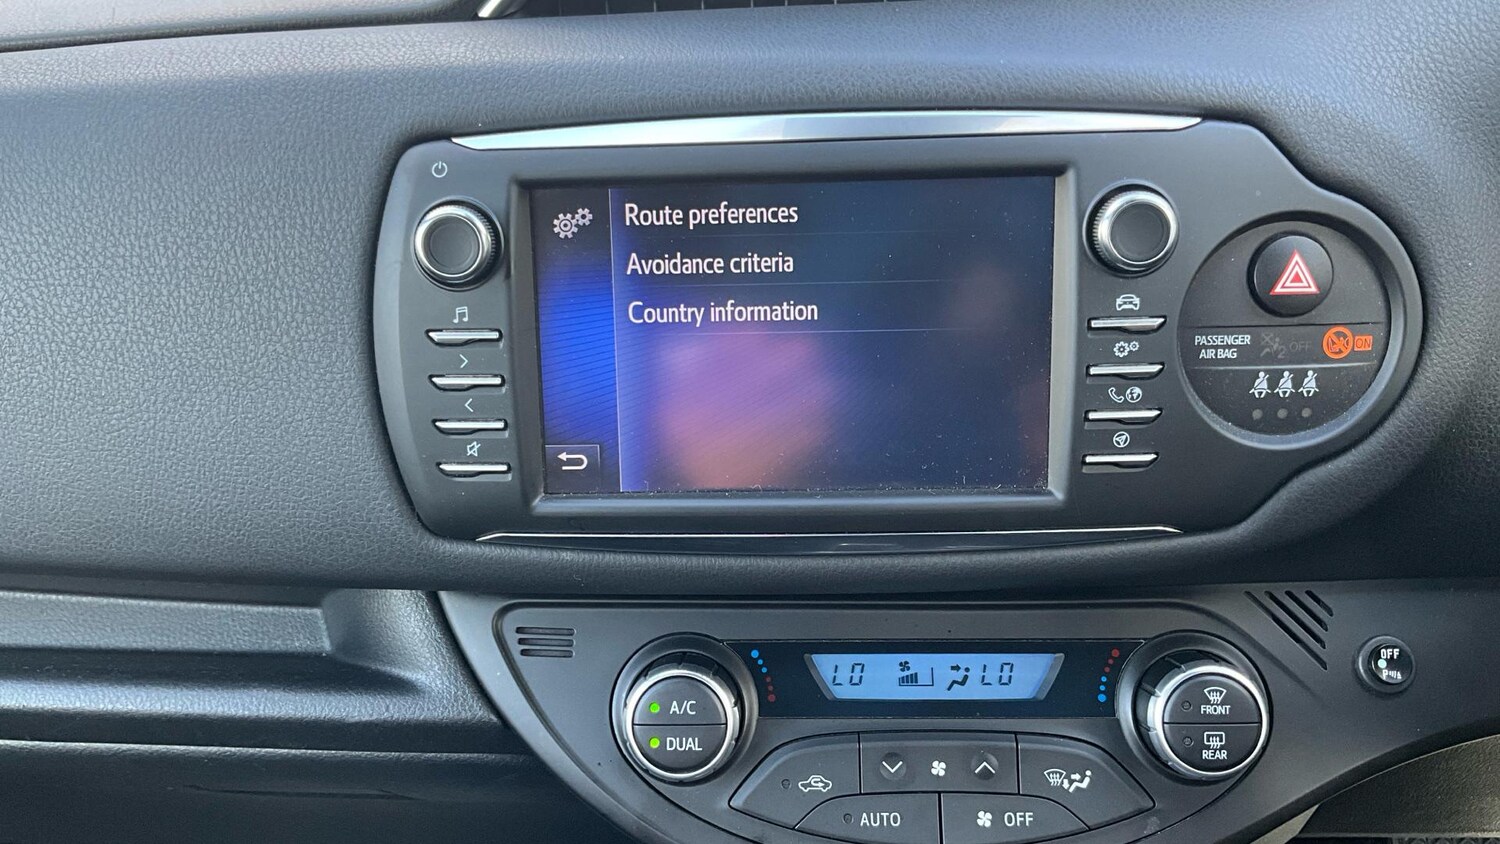 Route preferences
Avoidance criteria
Country information
PASSENGER
AIR BAG
2 OFF
ON
LO
LO
A/C
DUAL
FRONT
REAR
AUTO
OFF
OFF